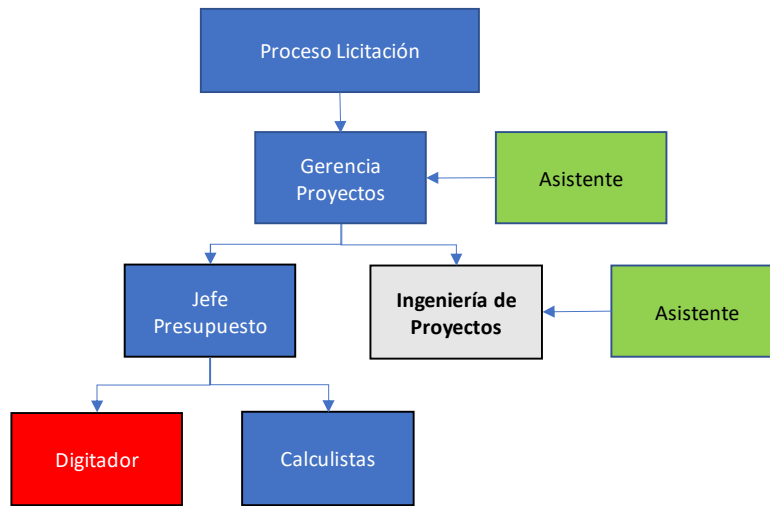 Proceso Licitación
Gerencia
Proyectos
Asistente
Jefe
Presupuesto
Ingeniería de
Proyectos
Asistente
Digitador
Calculistas